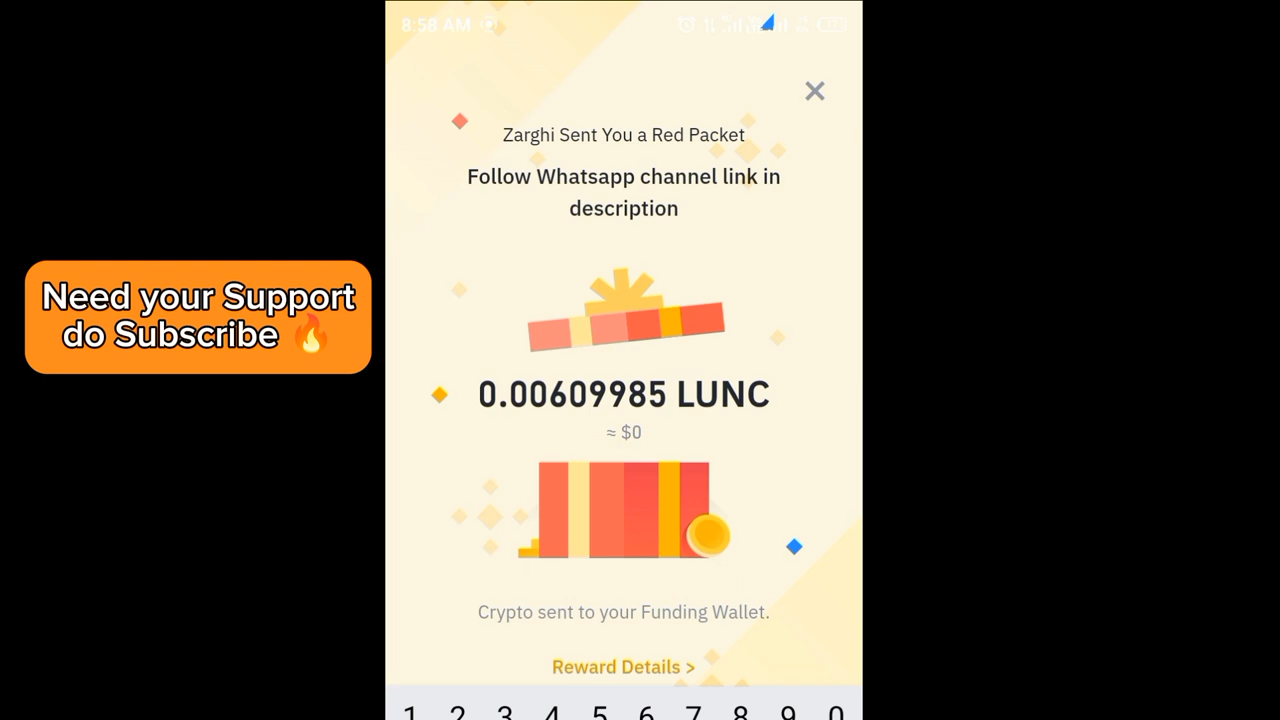 8:58 AM
Zarghi Sent You a Red Packet
Follow Whatsapp channel link in
description
Need your Support
do Subscribe 🔥
0.00609985 LUNC
≈ $0
Crypto sent to your Funding Wallet.
Reward Details >
1 2 3 4 5 6 7 8 9 0